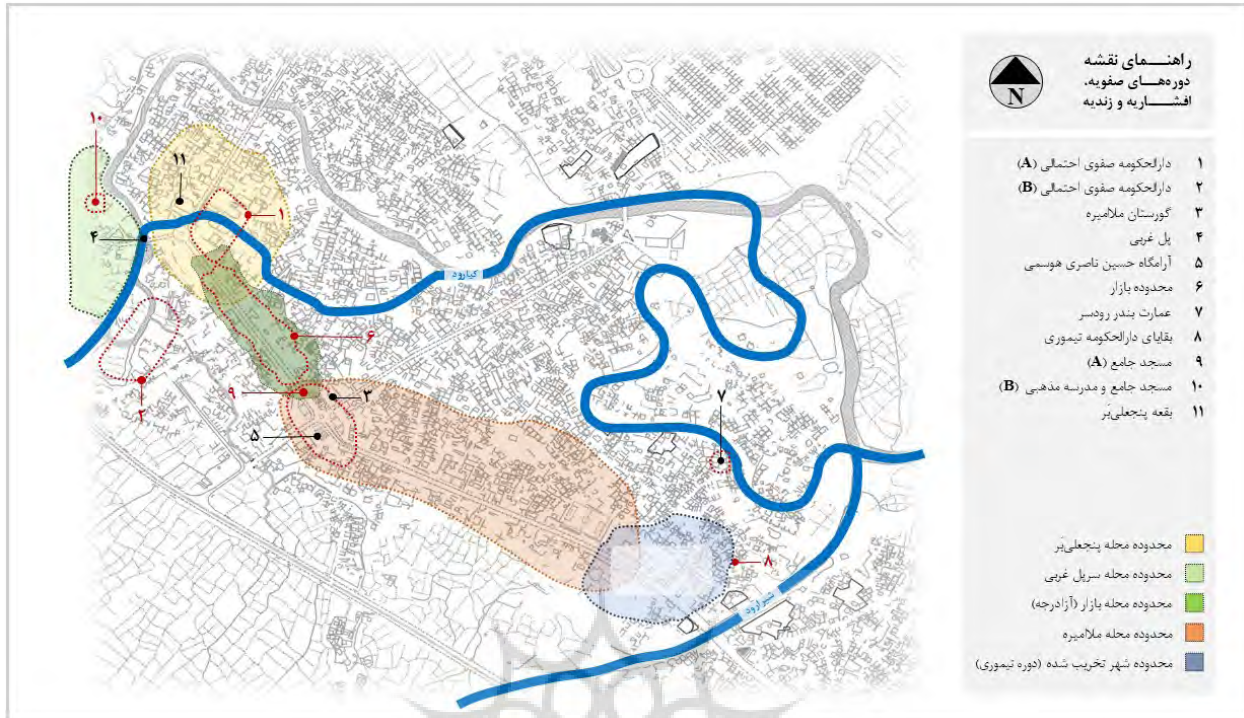 راهنمای نقشه
دوره‌های صفویه،
افشاریه و زندیه
N
۱ دارالحکومه صفوی احتمالی (A)
۲ دارالحکومه صفوی احتمالی (B)
۳ گورستان ملاامیره
۴ پل غربی
۵ آرامگاه حسین ناصری هوسمی
۶ محدوده بازار
۷ عمارت بندر رودسر
۸ بقایای دارالحکومه تیموری
۹ مسجد جامع (A)
۱۰ مسجد جامع و مدرسه مذهبی (B)
۱۱ بقعه پنجعلی‌بَر
محدوده محله پنجعلی‌بَر
محدوده محله سرپل غربی
محدوده محله بازار (آزادرجه)
محدوده محله ملاامیره
محدوده شهر تخریب شده (دوره تیموری)
۱۰
۱۱
۱
۴
کیارود
۶
۲
۹
۳
۵
۷
۸
شیرارود